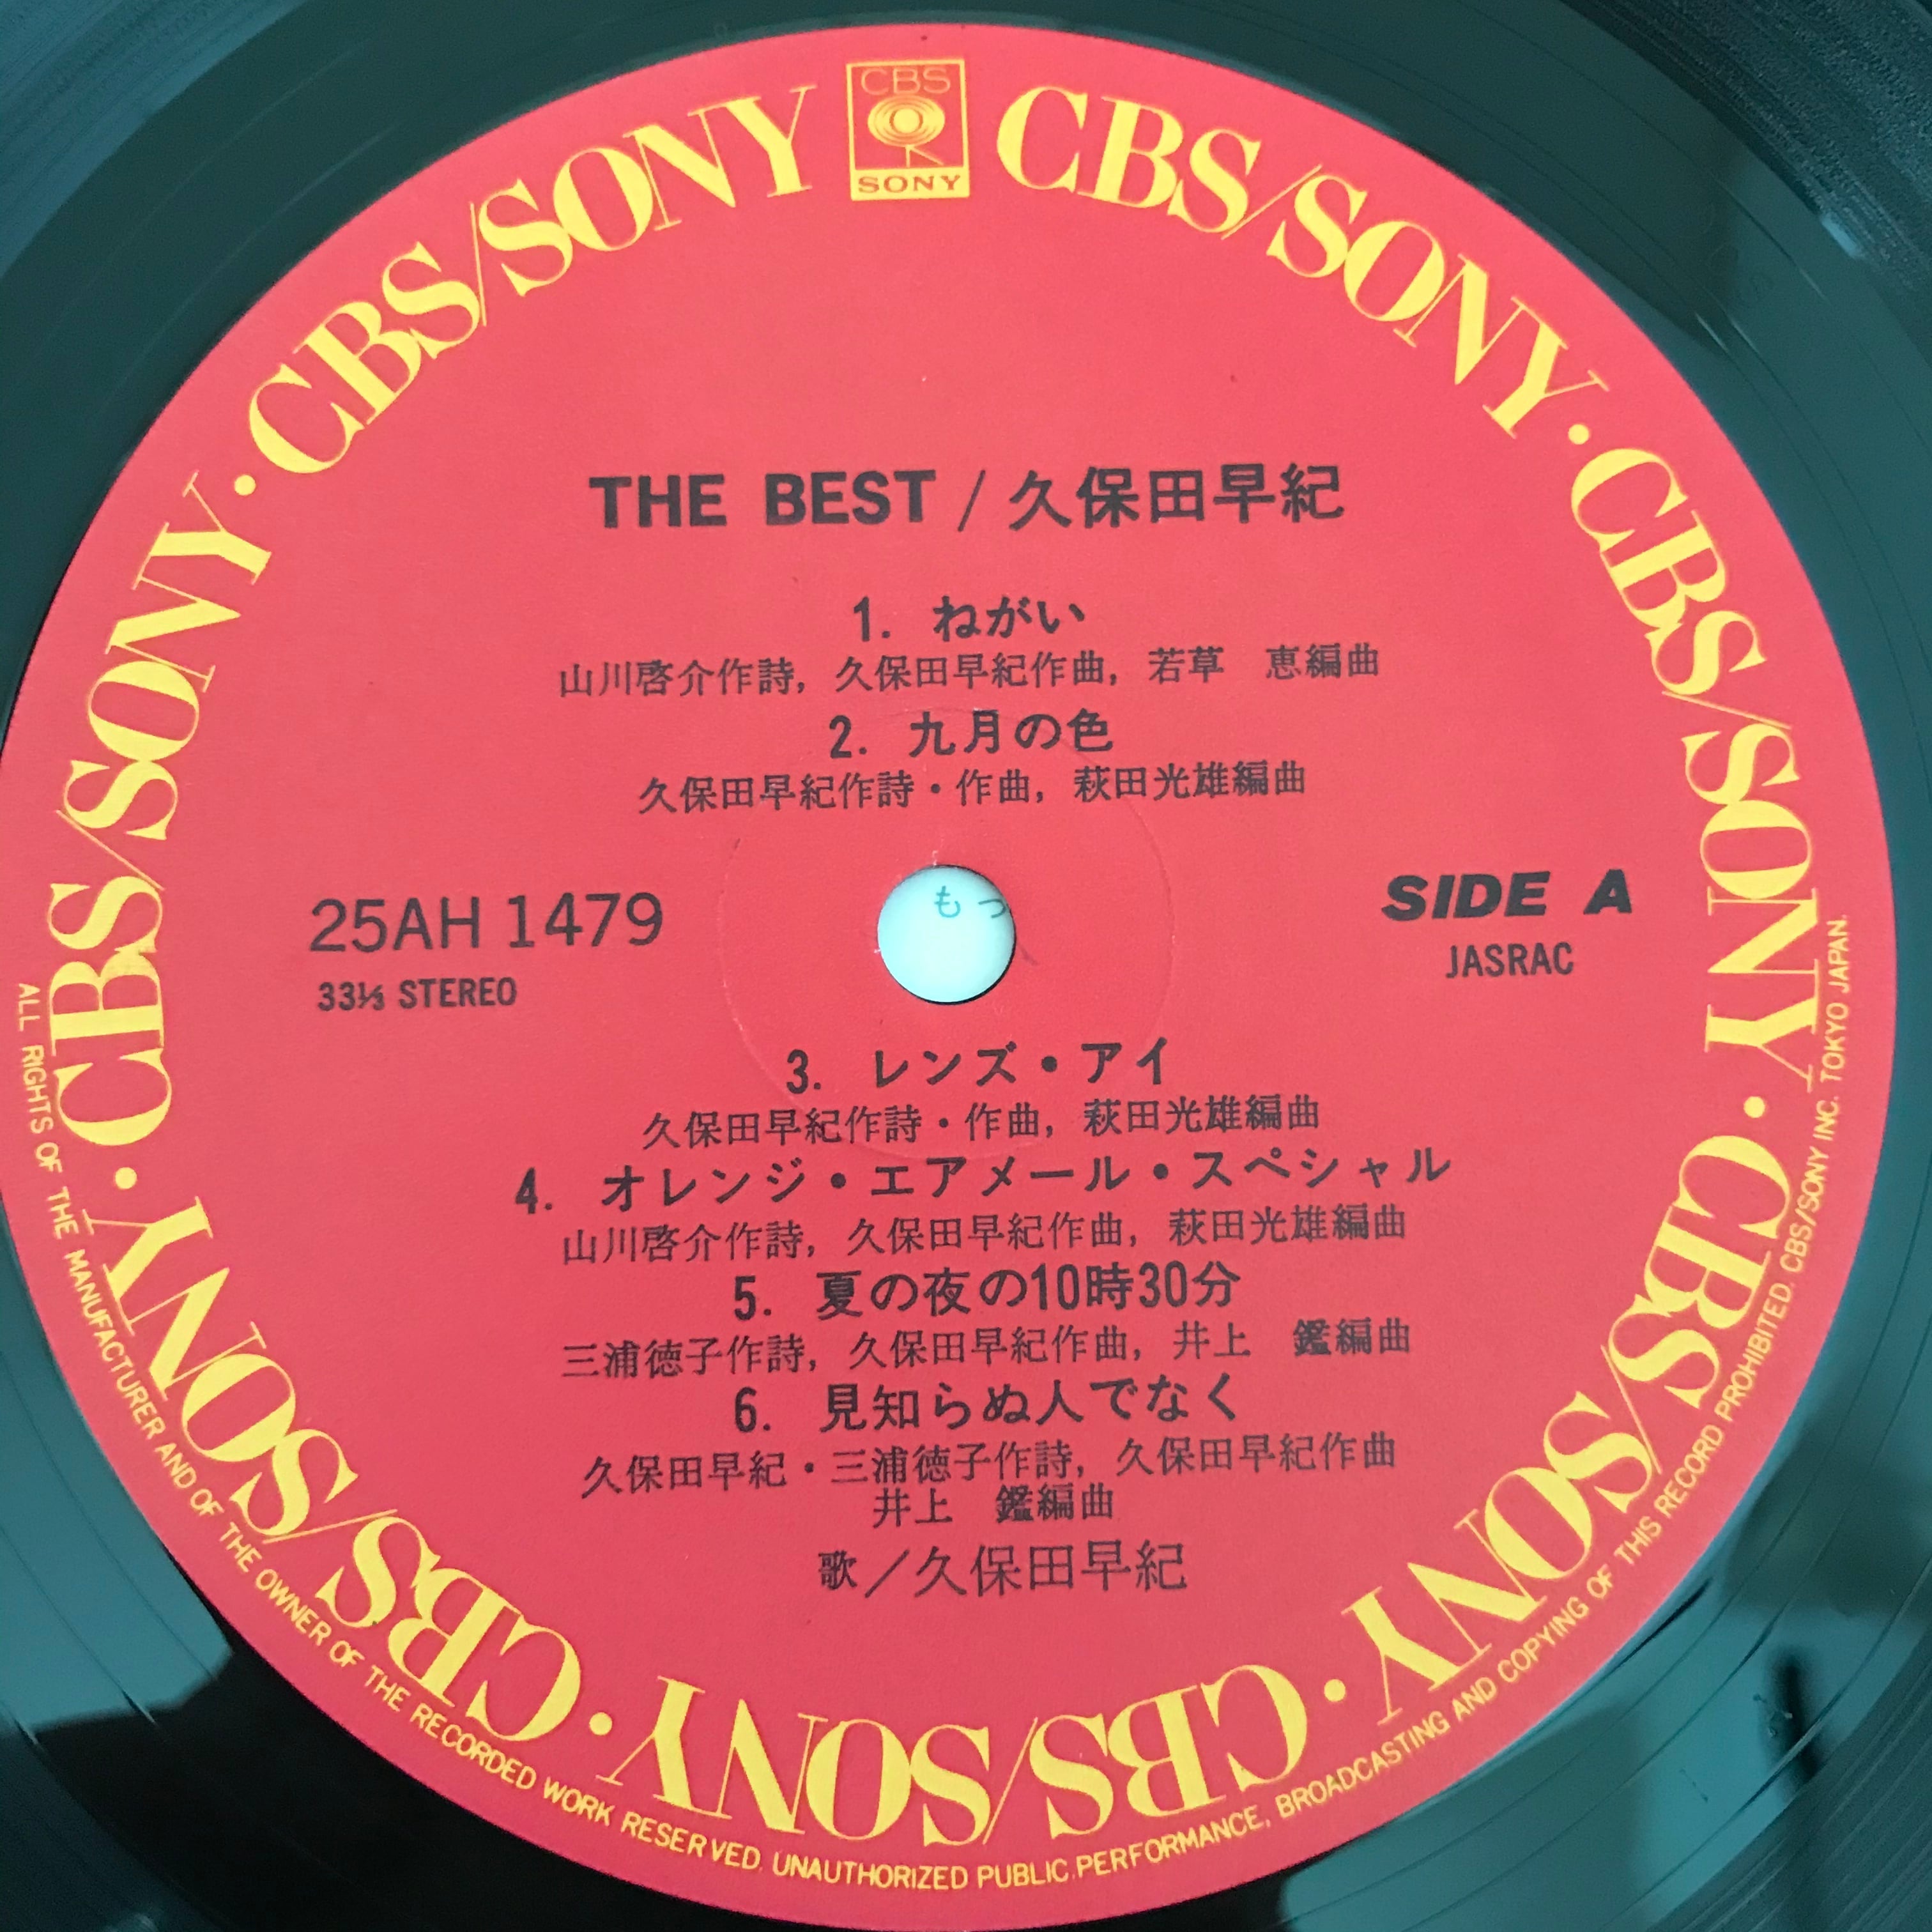 CBS
SONY
CBS/SONY · CBS/SONY · CBS/SONY · CBS/SONY · CBS/SONY · CBS/SONY · CBS/SONY
THE BEST / 久保田早紀
1. ねがい
山川啓介作詩, 久保田早紀作曲, 若草 恵編曲
2. 九月の色
久保田早紀作詩・作曲, 萩田光雄編曲
も っ
25AH 1479
33⅓ STEREO
SIDE A
JASRAC
3. レンズ・アイ
久保田早紀作詩・作曲, 萩田光雄編曲
4. オレンジ・エアメール・スペシャル
山川啓介作詩, 久保田早紀作曲, 萩田光雄編曲
5. 夏の夜の10時30分
三浦徳子作詩, 久保田早紀作曲, 井上 鑑編曲
6. 見知らぬ人でなく
久保田早紀・三浦徳子作詩, 久保田早紀作曲
井上 鑑編曲
歌／久保田早紀
ALL RIGHTS OF THE MANUFACTURER AND OF THE OWNER OF THE RECORDED WORK RESERVED. UNAUTHORIZED PUBLIC PERFORMANCE, BROADCASTING AND COPYING OF THIS RECORD PROHIBITED. CBS/SONY INC. TOKYO JAPAN.